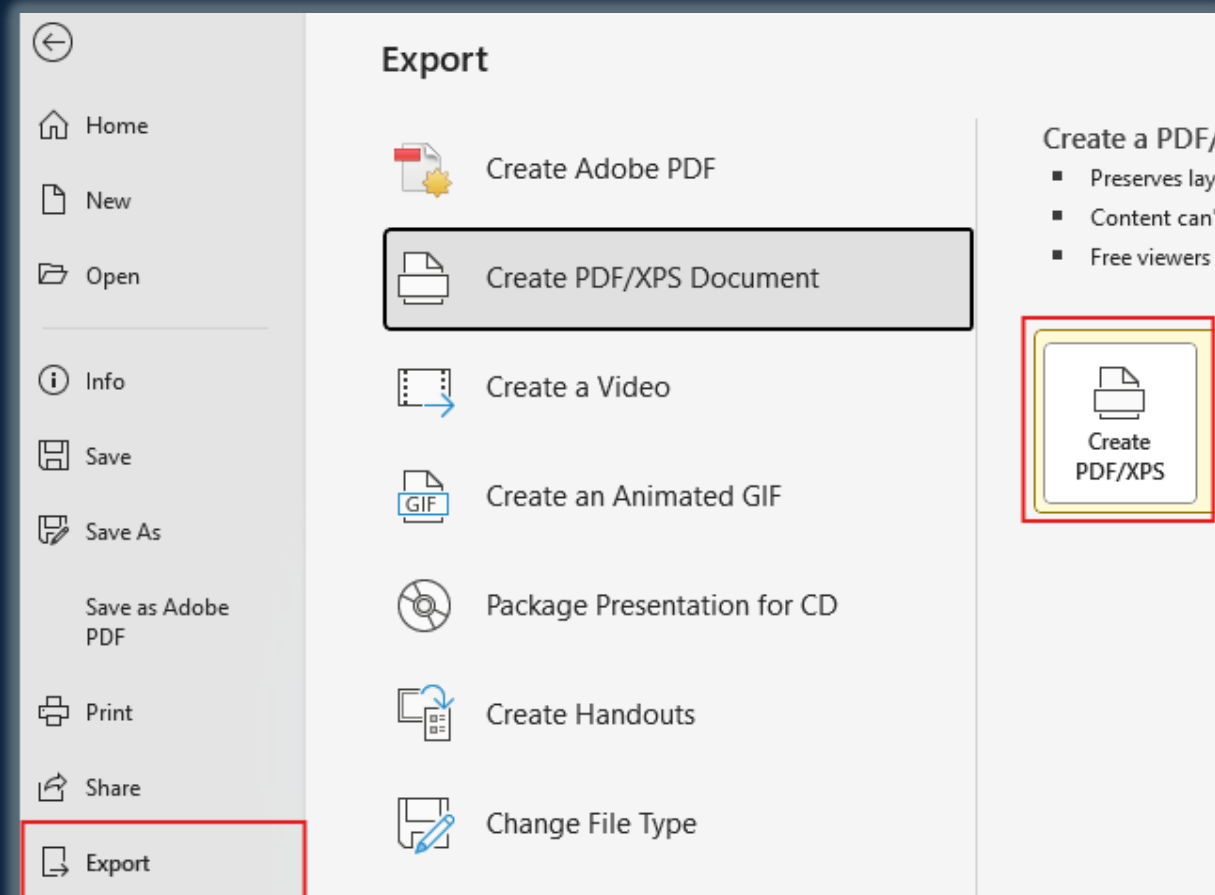 Export
Home
New
Open
Info
Save
Save As
Save as Adobe
PDF
Print
Share
Export
Create Adobe PDF
Create PDF/XPS Document
Create a Video
GIF
Create an Animated GIF
Package Presentation for CD
Create Handouts
Change File Type
Create a PDF/
Preserves lay
Content can'
Free viewers
Create
PDF/XPS